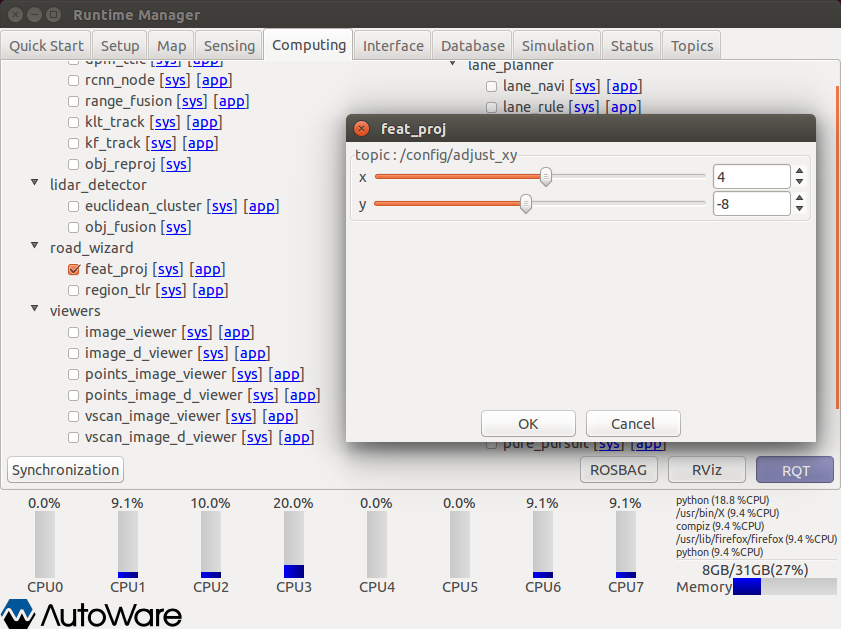 Runtime Manager
Quick Start Setup Map Sensing Computing Interface Database Simulation Status Topics
dpm_ttic [sys] [app]
rcnn_node [sys] [app]
range_fusion [sys] [app]
klt_track [sys] [app]
kf_track [sys] [app]
obj_reproj [sys]
lidar_detector
euclidean_cluster [sys] [app]
obj_fusion [sys]
road_wizard
feat_proj [sys] [app]
region_tlr [sys] [app]
viewers
image_viewer [sys] [app]
image_d_viewer [sys] [app]
points_image_viewer [sys] [app]
points_image_d_viewer [sys] [app]
vscan_image_viewer [sys] [app]
vscan_image_d_viewer [sys] [app]
lane_planner
lane_navi [sys] [app]
lane_rule [sys] [app]
feat_proj
topic : /config/adjust_xy
x 4
y -8
OK Cancel
pure_pursuit [sys] [app]
Synchronization ROSBAG RViz RQT
0.0% 9.1% 10.0% 20.0% 0.0% 0.0% 9.1% 9.1%
CPU0 CPU1 CPU2 CPU3 CPU4 CPU5 CPU6 CPU7
python (18.8 %CPU)
/usr/bin/X (9.4 %CPU)
compiz (9.4 %CPU)
/usr/lib/firefox/firefox (9.4 %CPU)
python (9.4 %CPU)
8GB/31GB(27%)
Memory
AutoWare